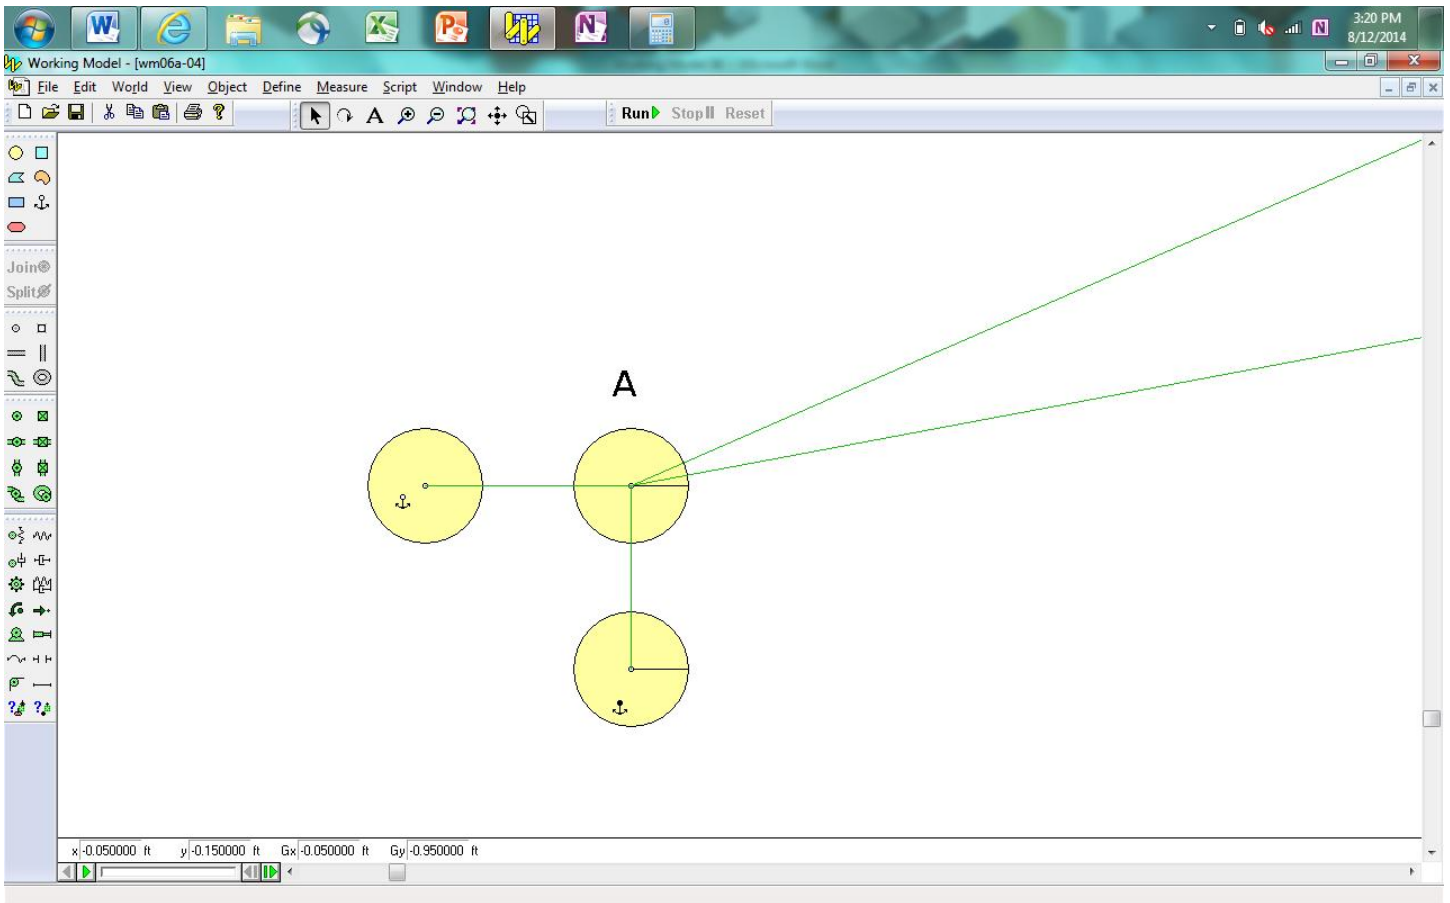 3:20 PM
8/12/2014
Working Model - [wm06a-04]
File Edit World View Object Define Measure Script Window Help
A Run Stop Reset
Join
Split
A
x -0.050000 ft y -0.150000 ft Gx -0.050000 ft Gy -0.950000 ft